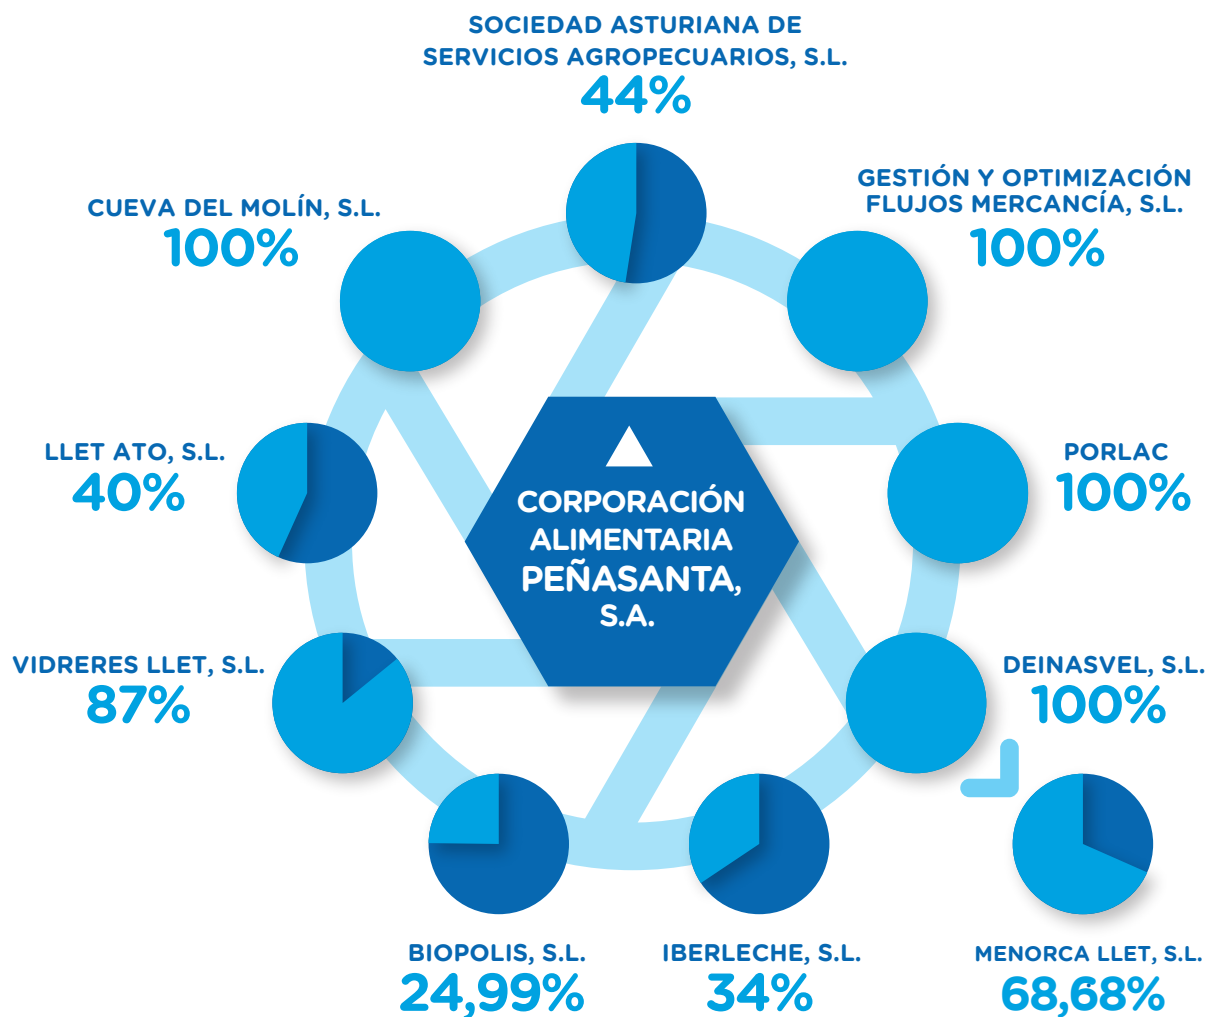 SOCIEDAD ASTURIANA DE
SERVICIOS AGROPECUARIOS, S.L.
44%
GESTIÓN Y OPTIMIZACIÓN
FLUJOS MERCANCÍA, S.L.
100%
CUEVA DEL MOLÍN, S.L.
100%
LLET ATO, S.L.
40%
PORLAC
100%
CORPORACIÓN
ALIMENTARIA
PEÑASANTA,
S.A.
VIDRERES LLET, S.L.
87%
DEINASVEL, S.L.
100%
BIOPOLIS, S.L.
24,99%
IBERLECHE, S.L.
34%
MENORCA LLET, S.L.
68,68%